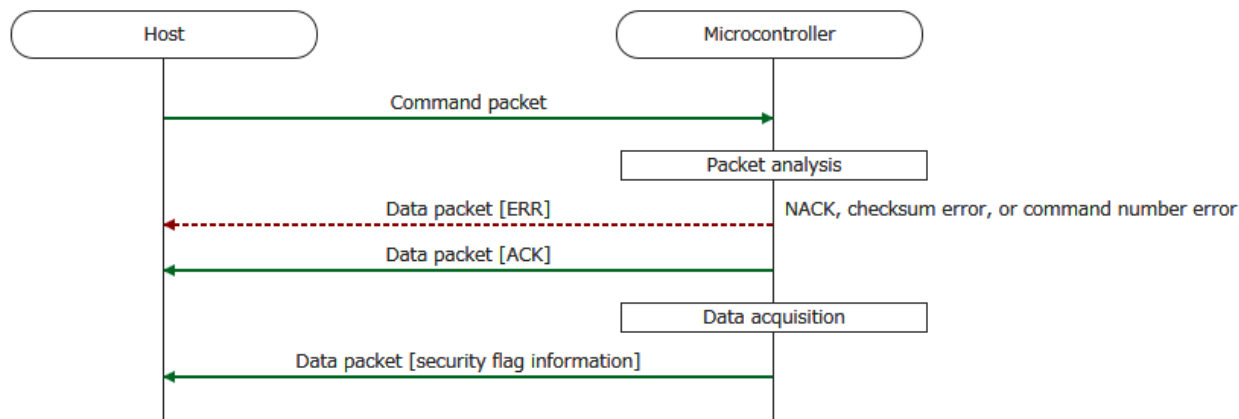 Host
Microcontroller
Command packet
Packet analysis
Data packet [ERR]
NACK, checksum error, or command number error
Data packet [ACK]
Data acquisition
Data packet [security flag information]